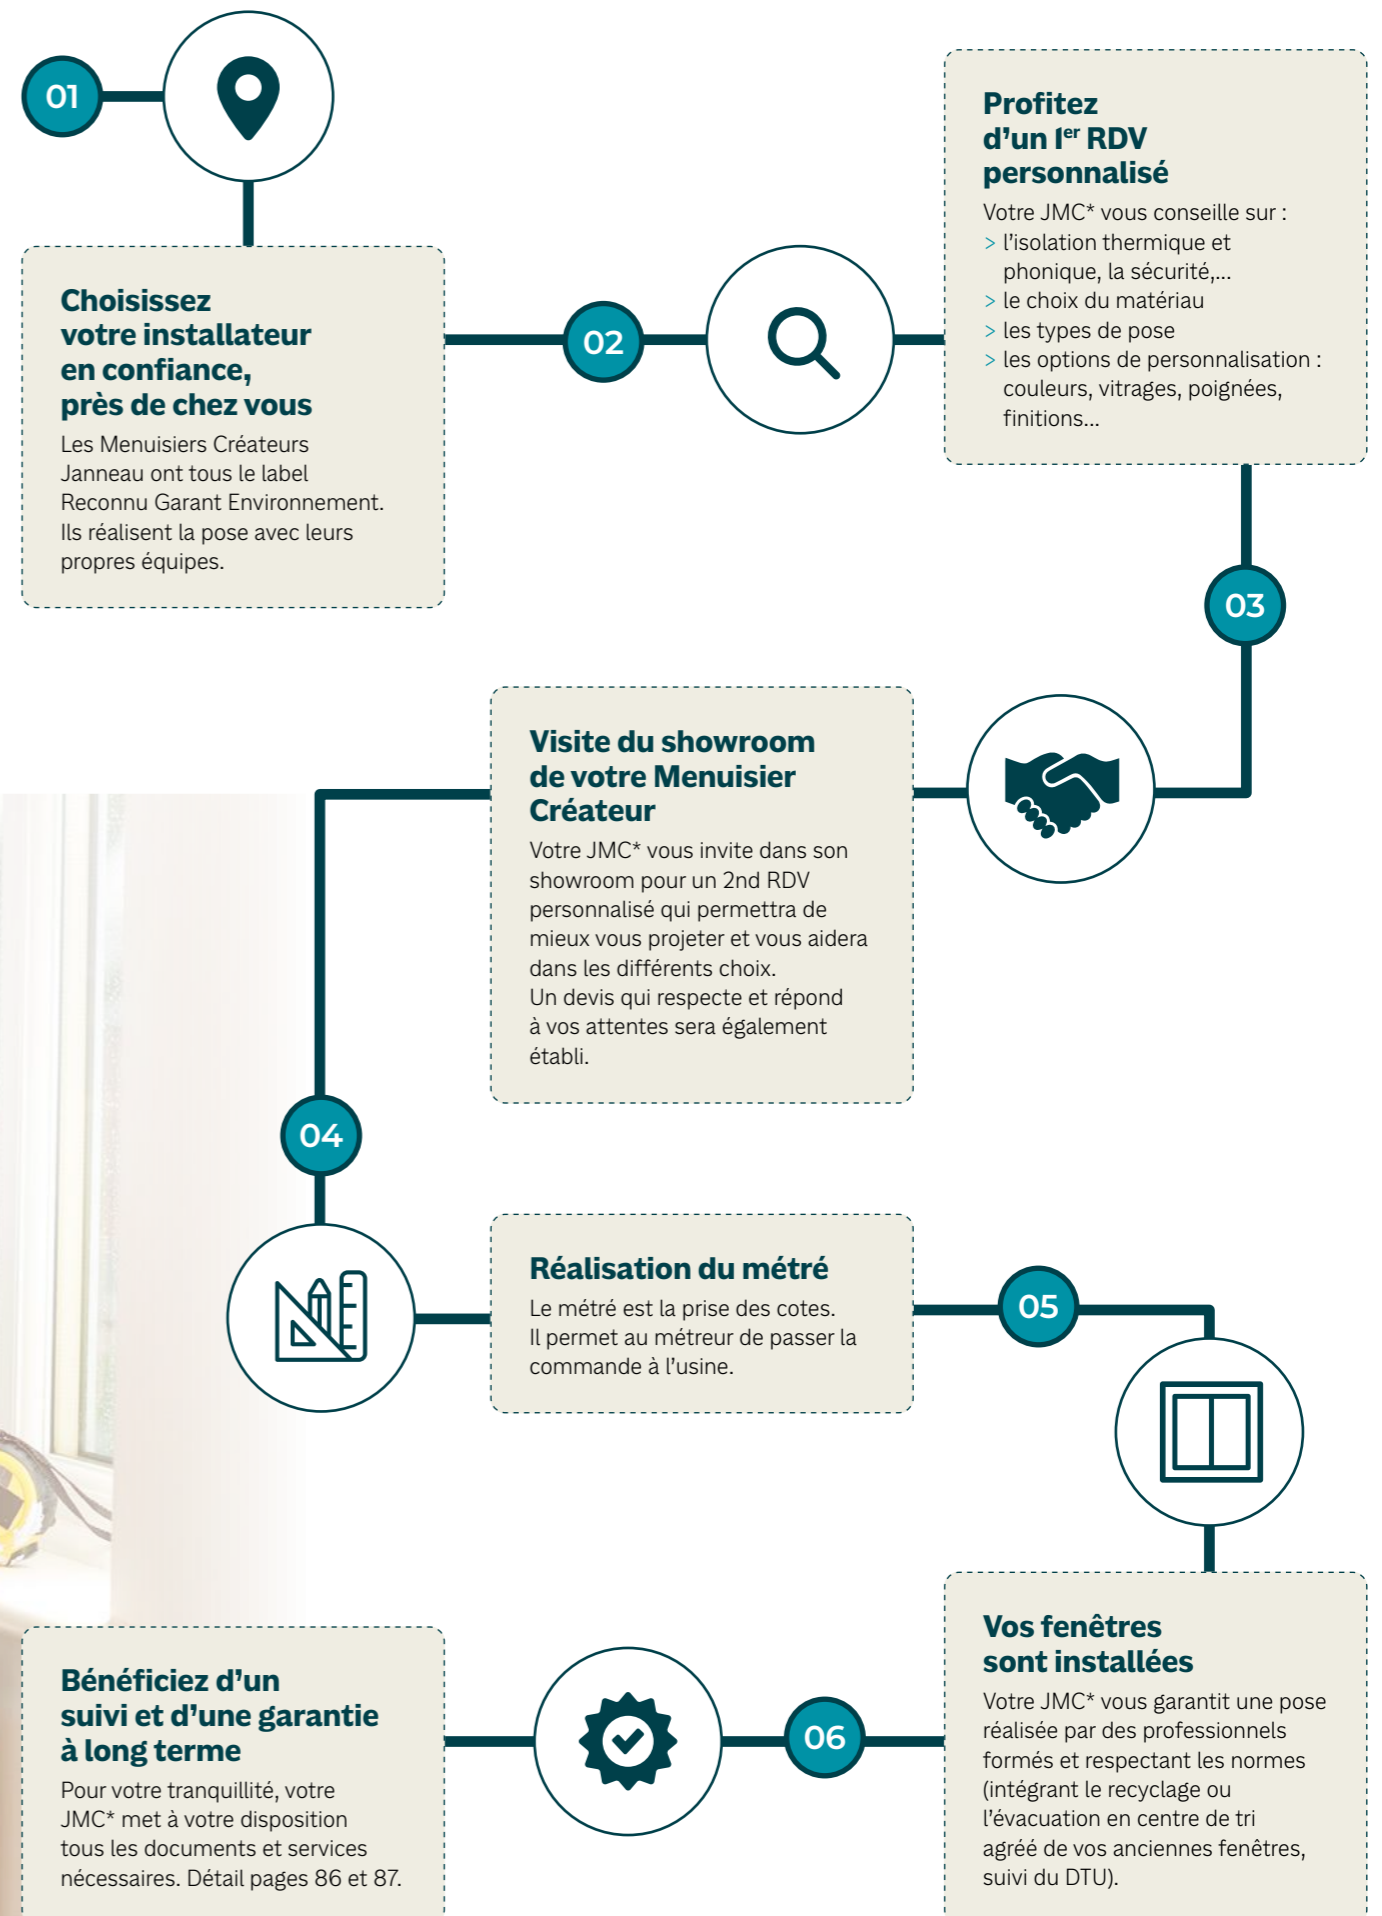 01
Choisissez
votre installateur
en confiance,
près de chez vous
Les Menuisiers Créateurs
Janneau ont tous le label
Reconnu Garant Environnement.
Ils réalisent la pose avec leurs
propres équipes.
02
Profitez
d'un 1er RDV
personnalisé
Votre JMC* vous conseille sur :
> l'isolation thermique et
phonique, la sécurité,...
> le choix du matériau
> les types de pose
> les options de personnalisation :
couleurs, vitrages, poignées,
finitions...
03
Visite du showroom
de votre Menuisier
Créateur
Votre JMC* vous invite dans son
showroom pour un 2nd RDV
personnalisé qui permettra de
mieux vous projeter et vous aidera
dans les différents choix.
Un devis qui respecte et répond
à vos attentes sera également
établi.
04
Réalisation du métré
Le métré est la prise des cotes.
Il permet au métreur de passer la
commande à l'usine.
05
Vos fenêtres
sont installées
Votre JMC* vous garantit une pose
réalisée par des professionnels
formés et respectant les normes
(intégrant le recyclage ou
l'évacuation en centre de tri
agréé de vos anciennes fenêtres,
suivi du DTU).
06
Bénéficiez d'un
suivi et d'une garantie
à long terme
Pour votre tranquillité, votre
JMC* met à votre disposition
tous les documents et services
nécessaires. Détail pages 86 et 87.